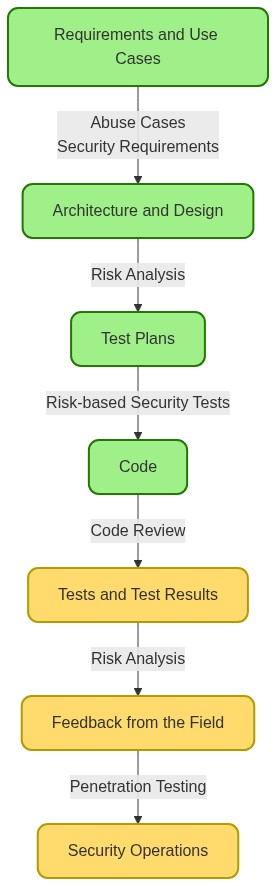 Requirements and Use
Cases
Abuse Cases
Security Requirements
Architecture and Design
Risk Analysis
Test Plans
Risk-based Security Tests
Code
Code Review
Tests and Test Results
Risk Analysis
Feedback from the Field
Penetration Testing
Security Operations